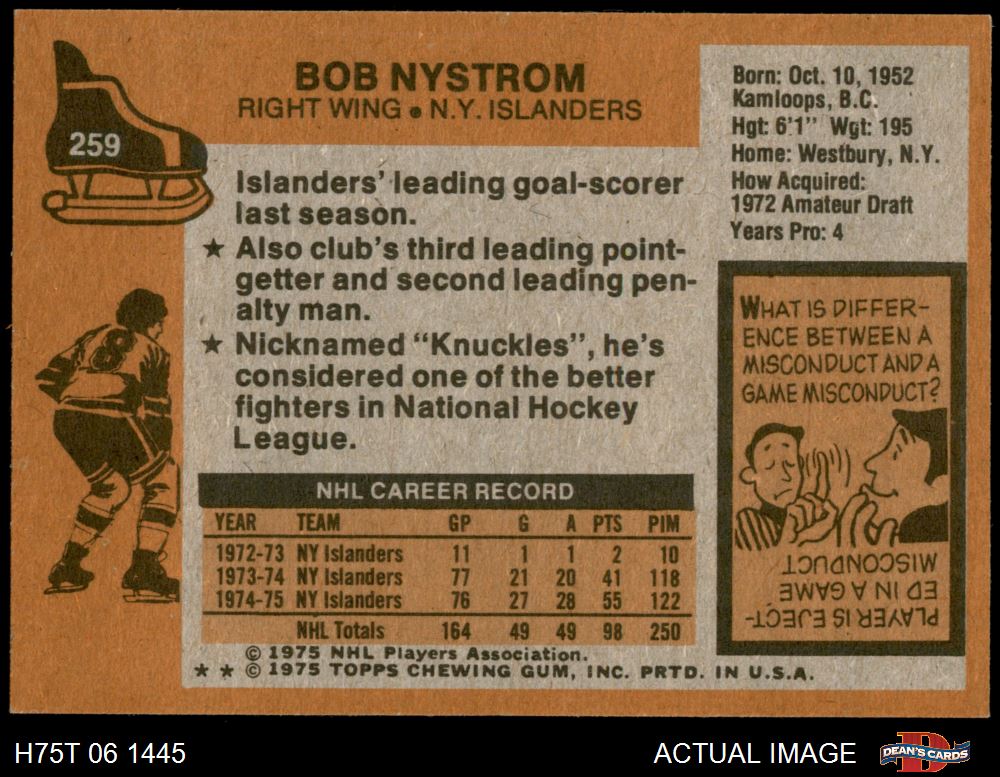 259
BOB NYSTROM
RIGHT WING • N.Y. ISLANDERS
Islanders' leading goal-scorer
last season.
★ Also club's third leading point-
getter and second leading pen-
alty man.
★ Nicknamed "Knuckles", he's
considered one of the better
fighters in National Hockey
League.
NHL CAREER RECORD
YEAR TEAM GP G A PTS PIM
1972-73 NY Islanders 11 1 1 2 10
1973-74 NY Islanders 77 21 20 41 118
1974-75 NY Islanders 76 27 28 55 122
NHL Totals 164 49 49 98 250
© 1975 NHL Players Association.
★ ★ © 1975 TOPPS CHEWING GUM, INC. PRTD. IN U.S.A.
Born: Oct. 10, 1952
Kamloops, B.C.
Hgt: 6'1" Wgt: 195
Home: Westbury, N.Y.
How Acquired:
1972 Amateur Draft
Years Pro: 4
WHAT IS DIFFER-
ENCE BETWEEN A
MISCONDUCT AND A
GAME MISCONDUCT?
PLAYER IS EJECT-
ED IN A GAME
MISCONDUCT
H75T 06 1445
ACTUAL IMAGE
D
DEAN'S CARDS